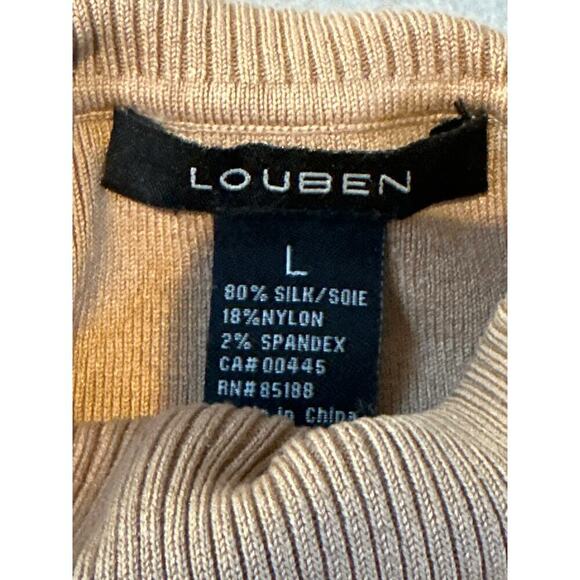 LOUBEN
L
80% SILK/SOIE
18%NYLON
2% SPANDEX
CA# 00445
RN# 85188
in China